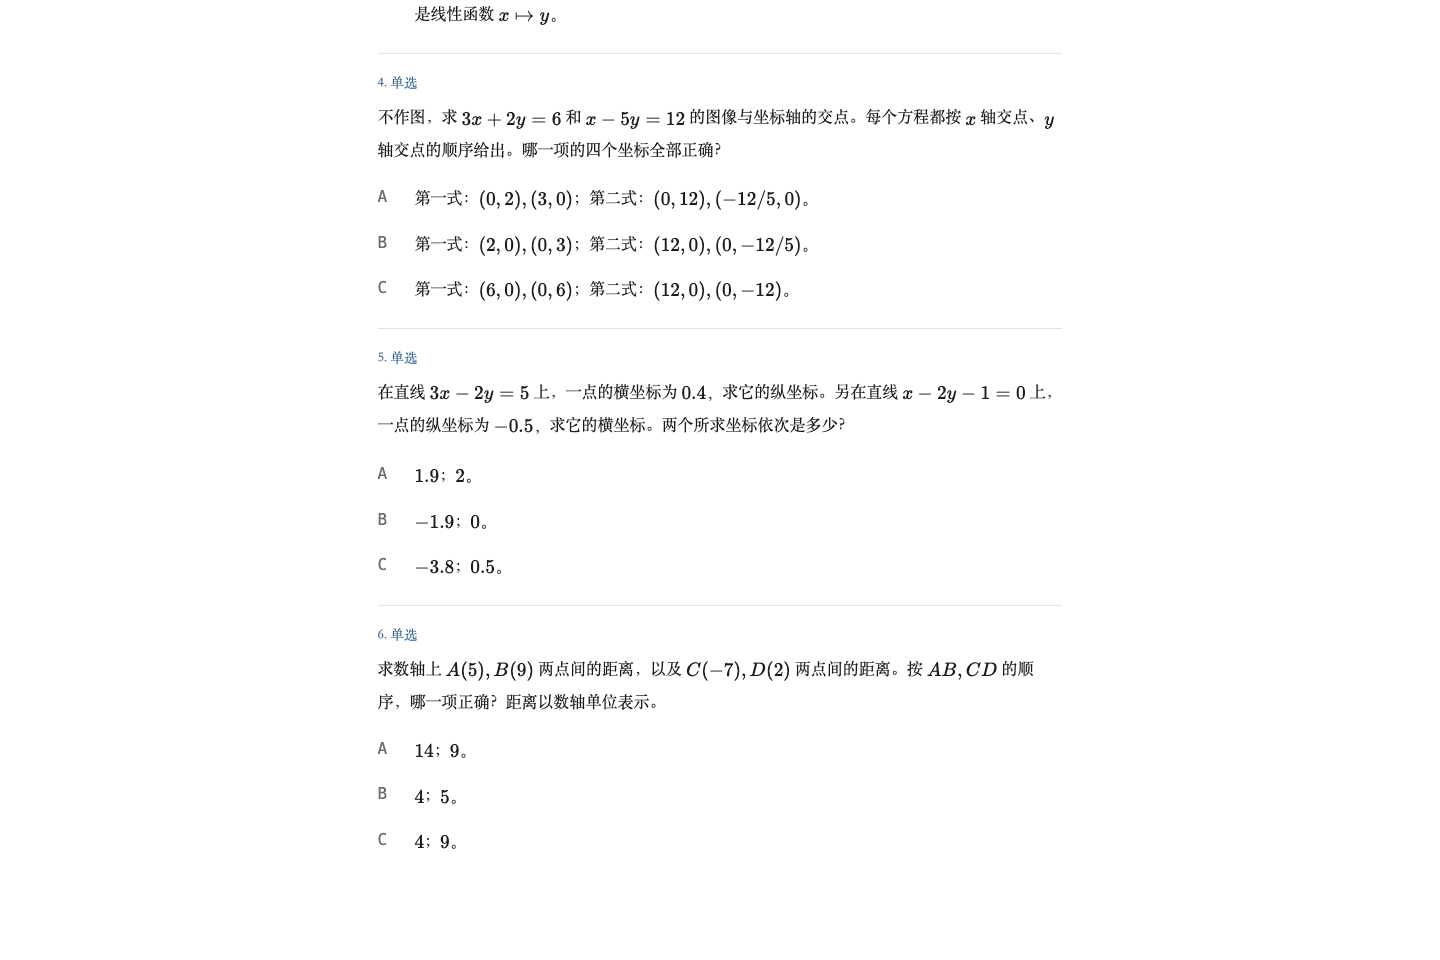 是线性函数 x ↦ y。
4. 单选
不作图，求 3x + 2y = 6 和 x − 5y = 12 的图像与坐标轴的交点。每个方程都按 x 轴交点、y
轴交点的顺序给出。哪一项的四个坐标全部正确？
A 第一式：(0, 2), (3, 0)；第二式：(0, 12), (−12/5, 0)。
B 第一式：(2, 0), (0, 3)；第二式：(12, 0), (0, −12/5)。
C 第一式：(6, 0), (0, 6)；第二式：(12, 0), (0, −12)。
5. 单选
在直线 3x − 2y = 5 上，一点的横坐标为 0.4，求它的纵坐标。另在直线 x − 2y − 1 = 0 上，
一点的纵坐标为 −0.5，求它的横坐标。两个所求坐标依次是多少？
A 1.9；2。
B −1.9；0。
C −3.8；0.5。
6. 单选
求数轴上 A(5), B(9) 两点间的距离，以及 C(−7), D(2) 两点间的距离。按 AB, CD 的顺
序，哪一项正确？距离以数轴单位表示。
A 14；9。
B 4；5。
C 4；9。